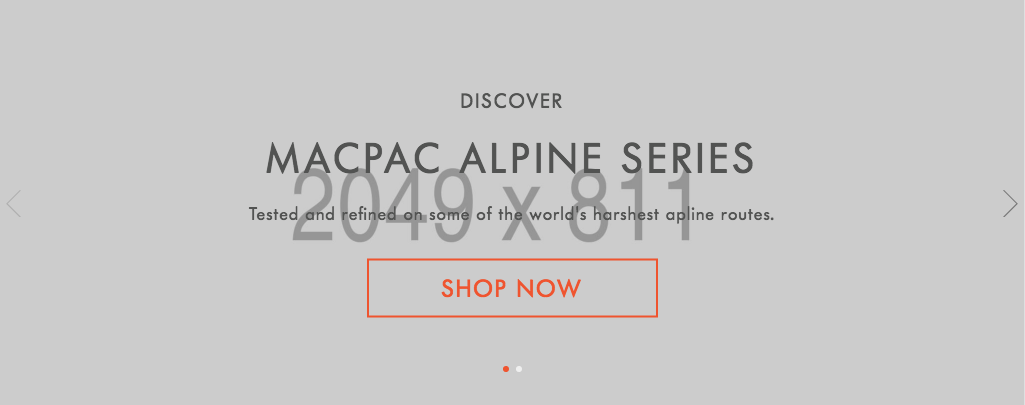 DISCOVER
MACPAC ALPINE SERIES
2049 x 811
Tested and refined on some of the world's harshest apline routes.
SHOP NOW